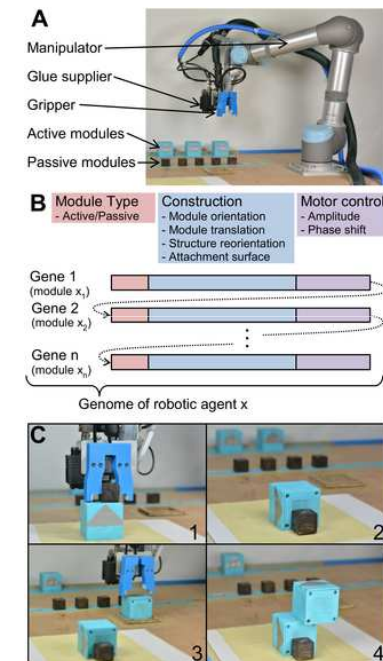 A
Manipulator
Glue supplier
Gripper
Active modules
Passive modules
B
Module Type
- Active/Passive
Construction
- Module orientation
- Module translation
- Structure reorientation
- Attachment surface
Motor control
- Amplitude
- Phase shift
Gene 1
(module x1)
Gene 2
(module x2)
Gene n
(module xn)
Genome of robotic agent x
C
1
2
3
4